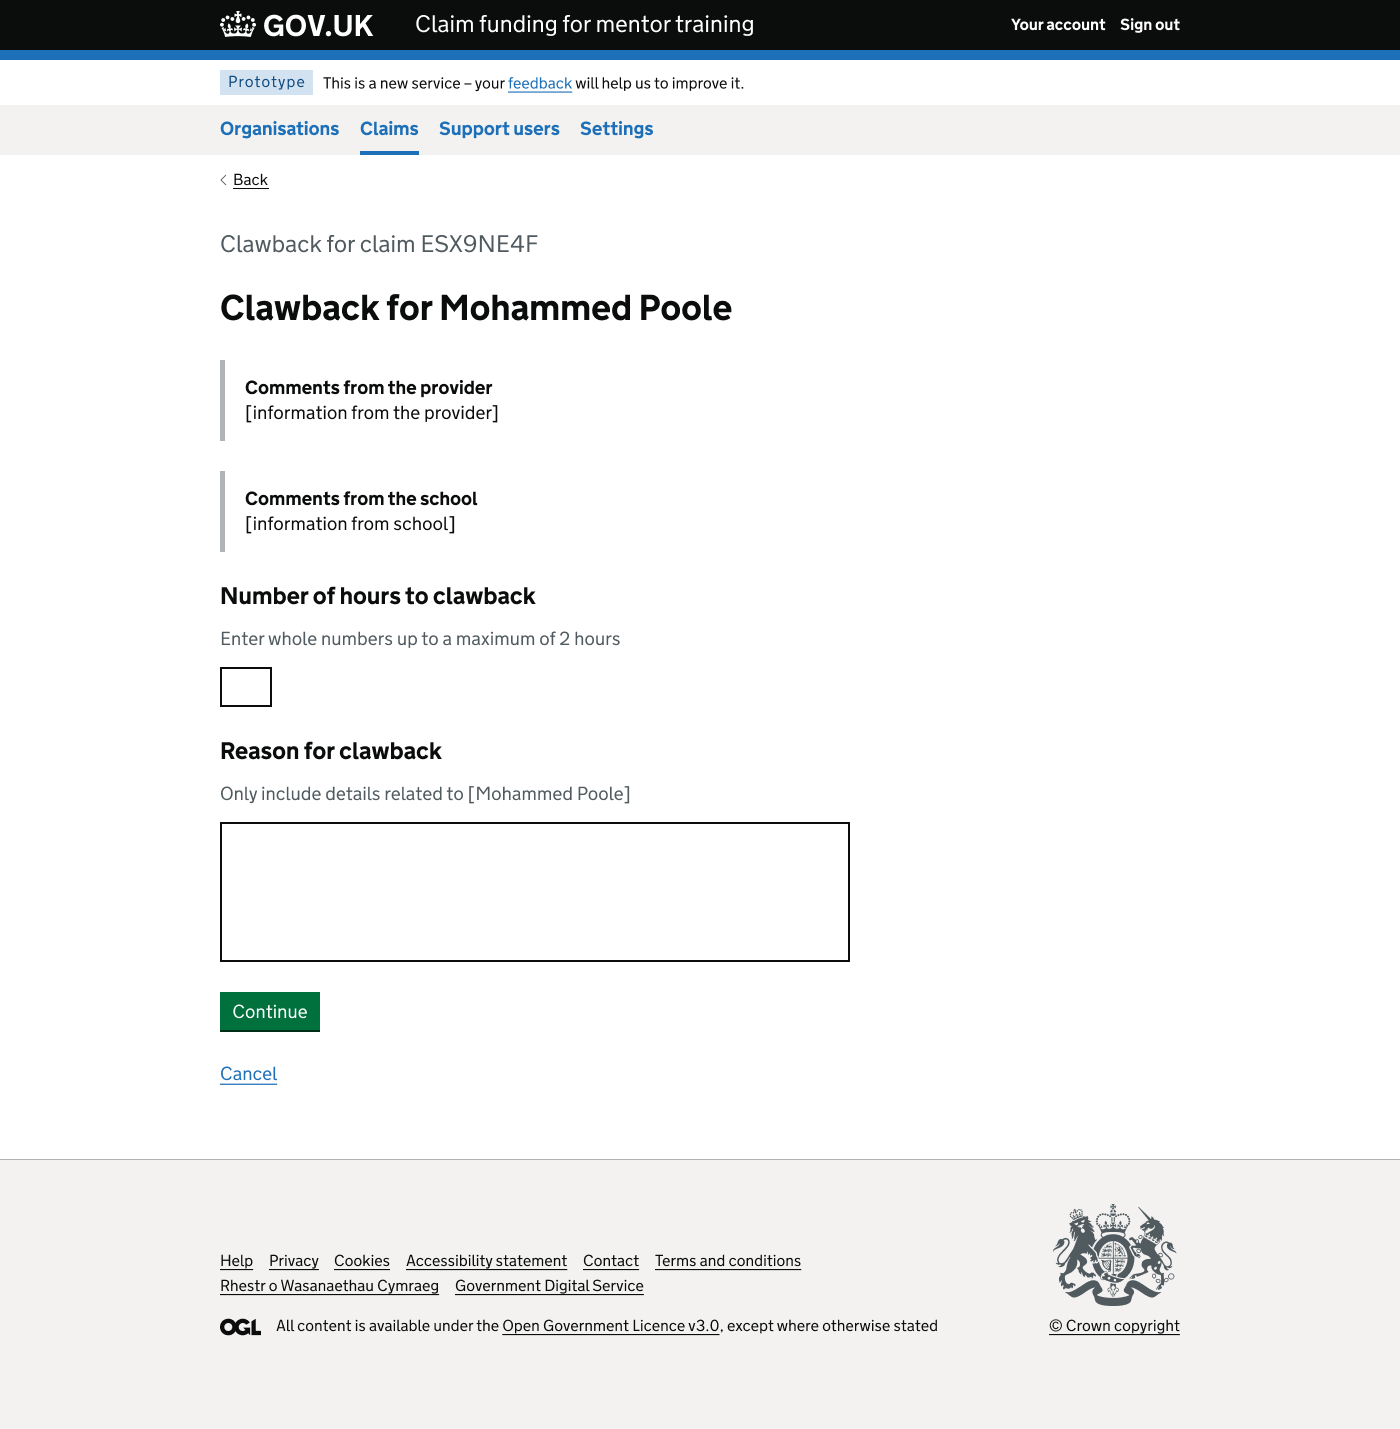 GOV.UK Claim funding for mentor training Your account Sign out
Prototype This is a new service – your feedback will help us to improve it.
Organisations Claims Support users Settings
Back
Clawback for claim ESX9NE4F
Clawback for Mohammed Poole
Comments from the provider
[information from the provider]
Comments from the school
[information from school]
Number of hours to clawback
Enter whole numbers up to a maximum of 2 hours
Reason for clawback
Only include details related to [Mohammed Poole]
Continue
Cancel
Help Privacy Cookies Accessibility statement Contact Terms and conditions
Rhestr o Wasanaethau Cymraeg Government Digital Service
OGL All content is available under the Open Government Licence v3.0, except where otherwise stated
© Crown copyright